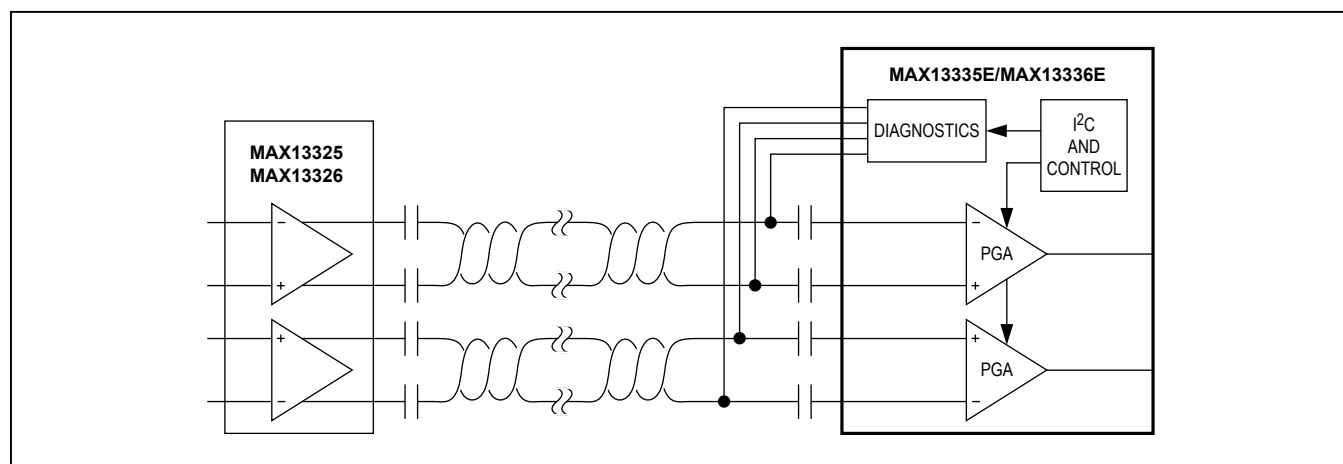 MAX13335E/MAX13336E
DIAGNOSTICS
I²C
AND
CONTROL
MAX13325
MAX13326
−
+
+
−
−
+
PGA
+
−
PGA